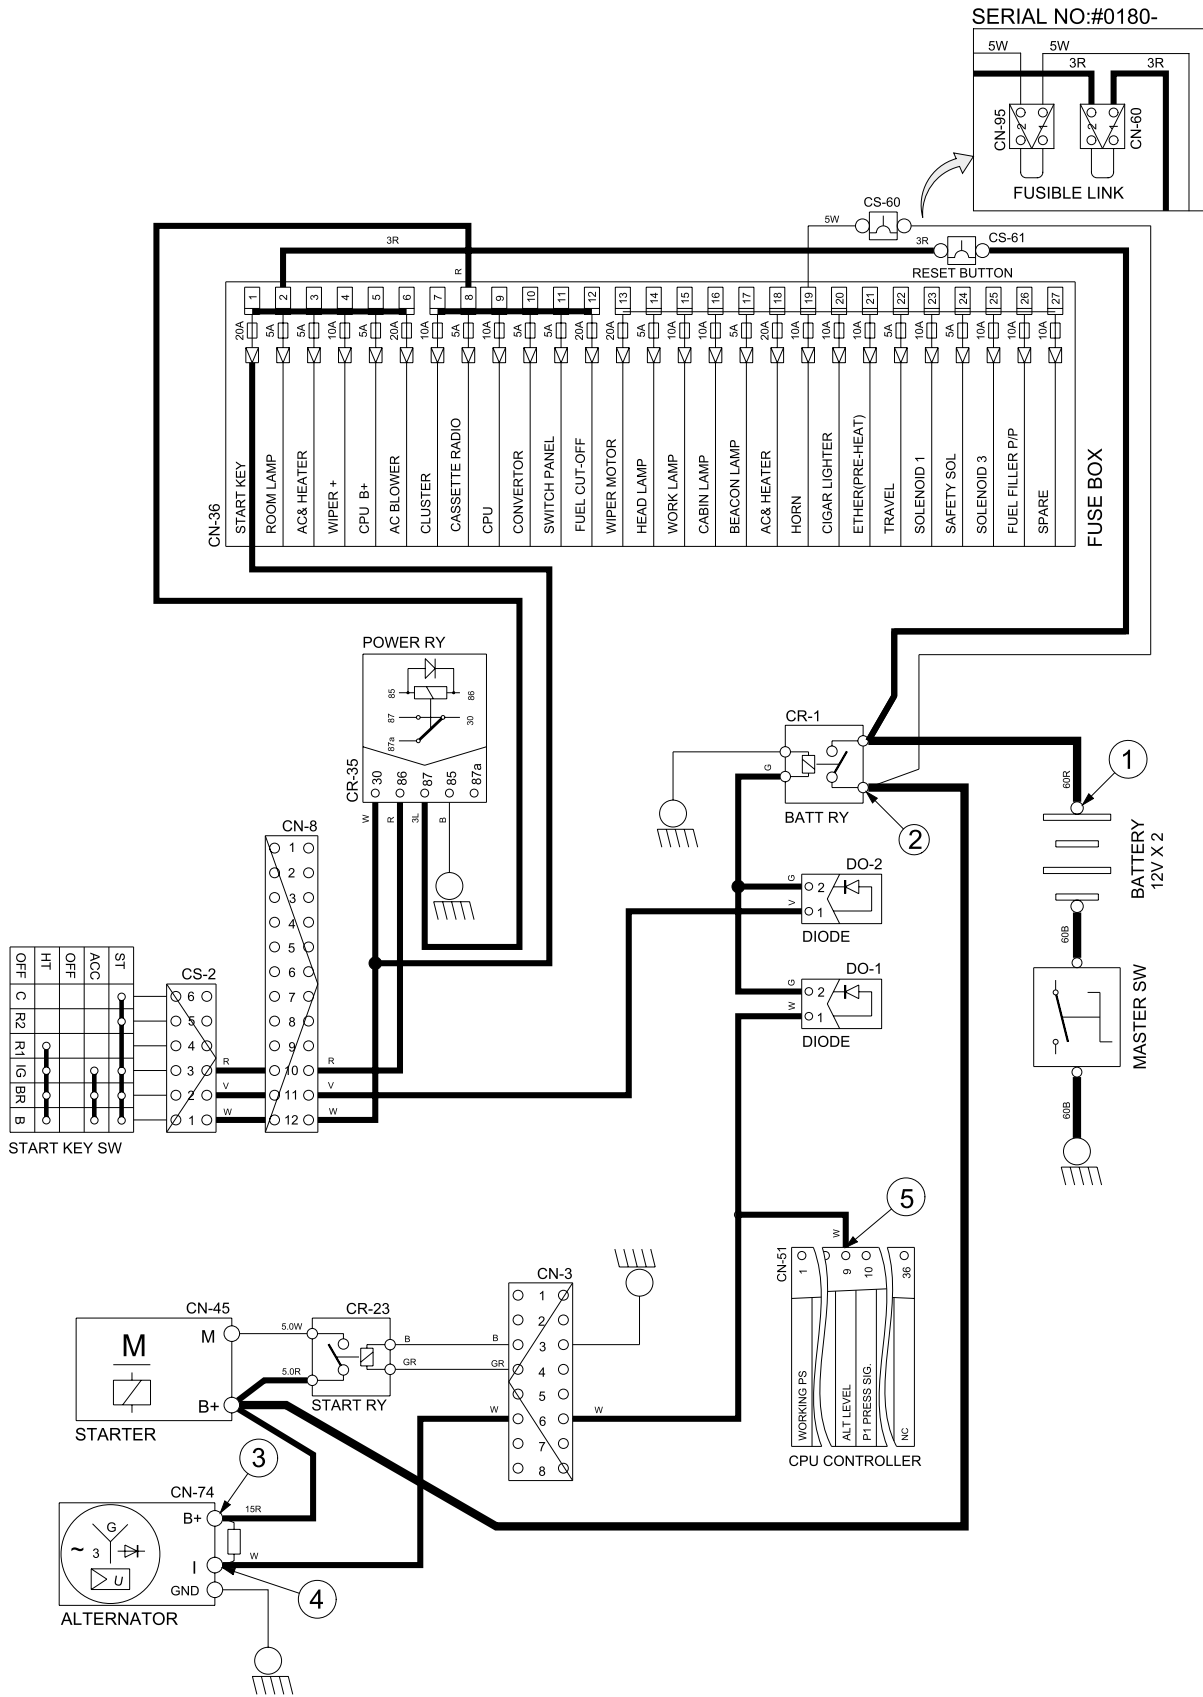 SERIAL NO:#0180-
5W
5W
3R
3R
CN-95
2
1
2
1
CN-60
FUSIBLE LINK
CS-60
5W
3R
3R
CS-61
RESET BUTTON
R
1 2 3 4 5 6 7 8 9 10 11 12 13 14 15 16 17 18 19 20 21 22 23 24 25 26 27
20A 5A 5A 10A 5A 20A 10A 5A 10A 5A 5A 20A 20A 5A 10A 5A 5A 20A 10A 10A 10A 5A 10A 5A 10A 10A 10A
CN-36
START KEY
ROOM LAMP
AC& HEATER
WIPER +
CPU B+
AC BLOWER
CLUSTER
CASSETTE RADIO
CPU
CONVERTOR
SWITCH PANEL
FUEL CUT-OFF
WIPER MOTOR
HEAD LAMP
WORK LAMP
CABIN LAMP
BEACON LAMP
AC& HEATER
HORN
CIGAR LIGHTER
ETHER(PRE-HEAT)
TRAVEL
SOLENOID 1
SAFETY SOL
SOLENOID 3
FUEL FILLER P/P
SPARE
FUSE BOX
POWER RY
85
86
87
30
87a
CR-35
30 86 87 85 87a
W R 3L B
CR-1
G
BATT RY
1
2
60R
BATTERY
12V X 2
60B
MASTER SW
60B
CN-8
1
2
3
4
5
6
7
8
9
10
11
12
DO-2
G
2
V
1
DIODE
DO-1
G
2
W
1
DIODE
OFF HT OFF ACC ST
C
R2
R1
IG
BR
B
START KEY SW
CS-2
6
5
4
3
2
1
R
V
W
R
V
W
5
W
CN-51
1 9 10 36
WORKING PS
ALT LEVEL
P1 PRESS SIG.
NC
CPU CONTROLLER
CN-3
1
2
3
4
5
6
7
8
CN-45
M
M
B+
STARTER
5.0W
5.0R
CR-23
START RY
B
GR
B
GR
W
W
3
CN-74
B+
15R
G
~ 3
U
I
W
GND
4
ALTERNATOR